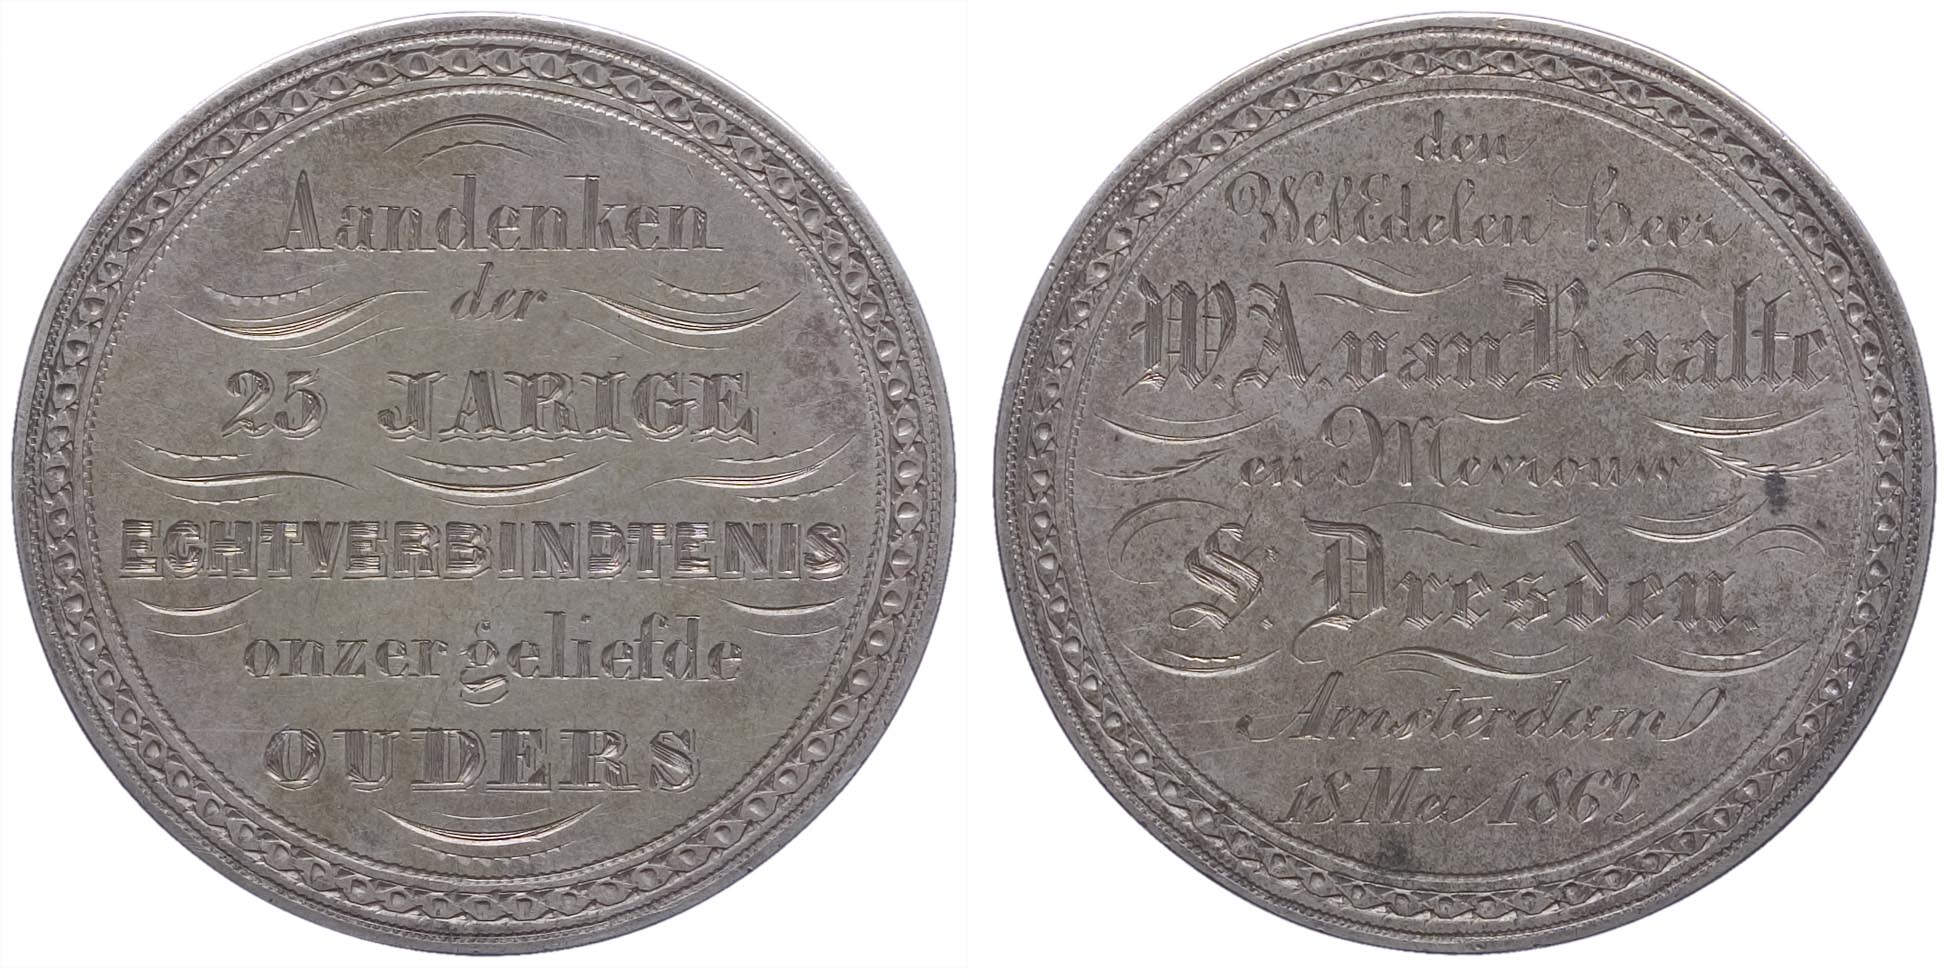 Aandenken
der
25 JARIGE
ECHTVERBINDTENIS
onzer geliefde
OUDERS
den
WelEdelen Heer
W. A. van Raalte
en Mevrouw
S. Dresden.
Amsterdam
18 Mei 1862